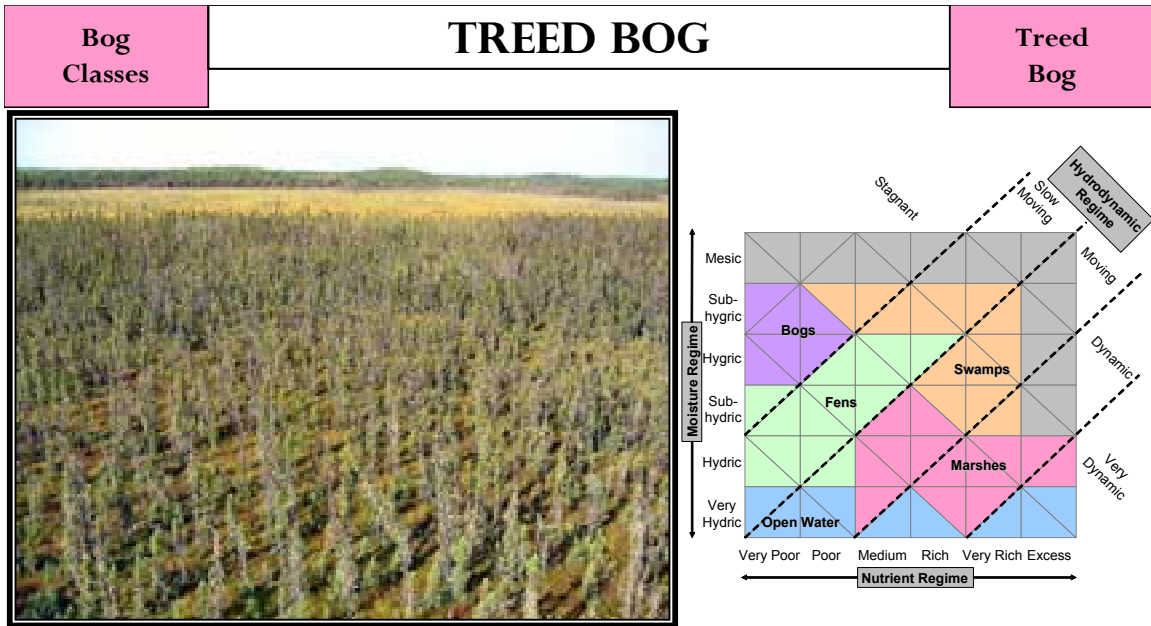 Bog
Classes
TREED BOG
Treed
Bog
Stagnant
Slow
Moving
Hydrodynamic
Regime
Moving
Dynamic
Very
Dynamic
Moisture Regime
Mesic
Sub-
hygric
Hygric
Sub-
hydric
Hydric
Very
Hydric
Bogs
Swamps
Fens
Marshes
Open Water
Very Poor
Poor
Medium
Rich
Very Rich
Excess
Nutrient Regime